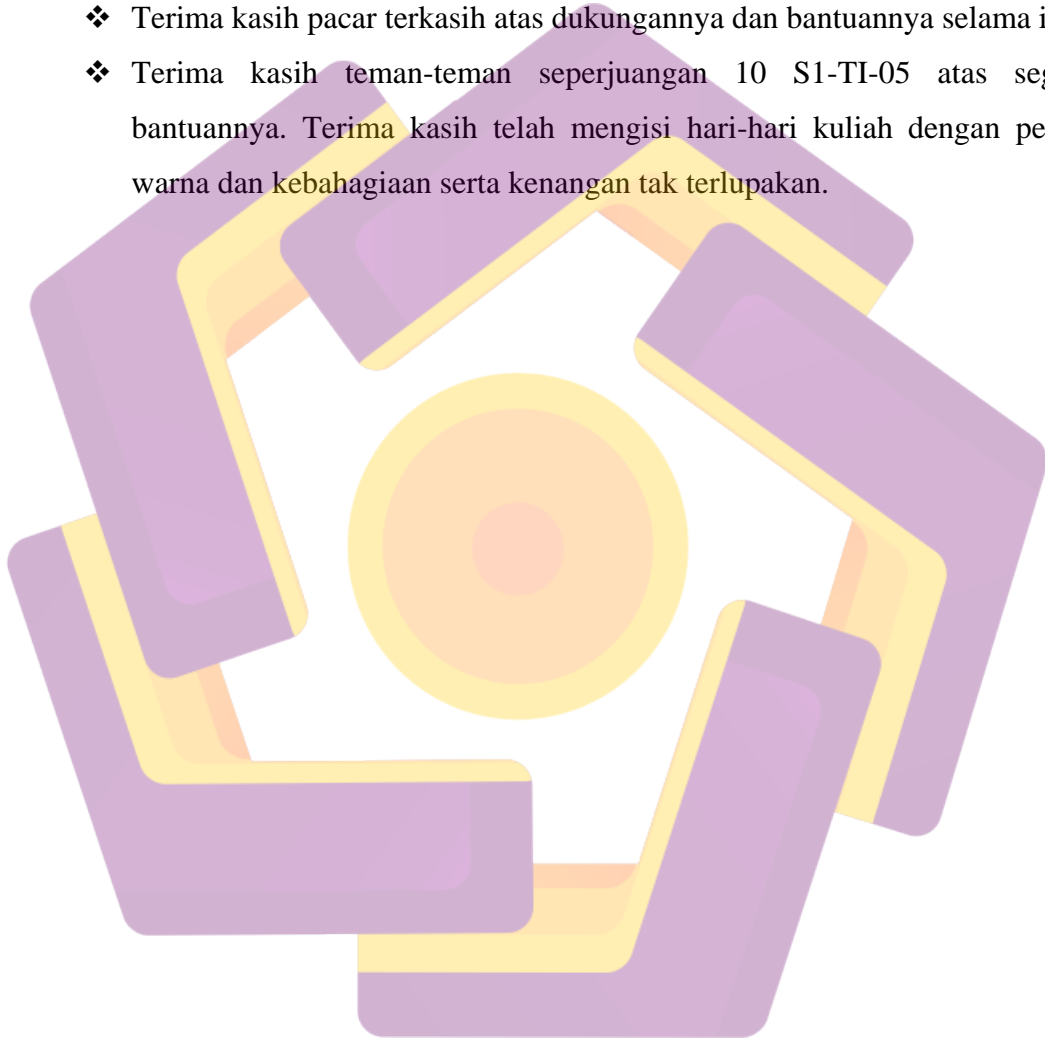 ❖ Terima kasih pacar terkasih atas dukungannya dan bantuannya selama
❖ Terima kasih teman-teman seperjuangan 10 S1-TI-05 atas
bantuannya. Terima kasih telah mengisi hari-hari kuliah dengan
warna dan kebahagiaan serta kenangan tak terlupakan.